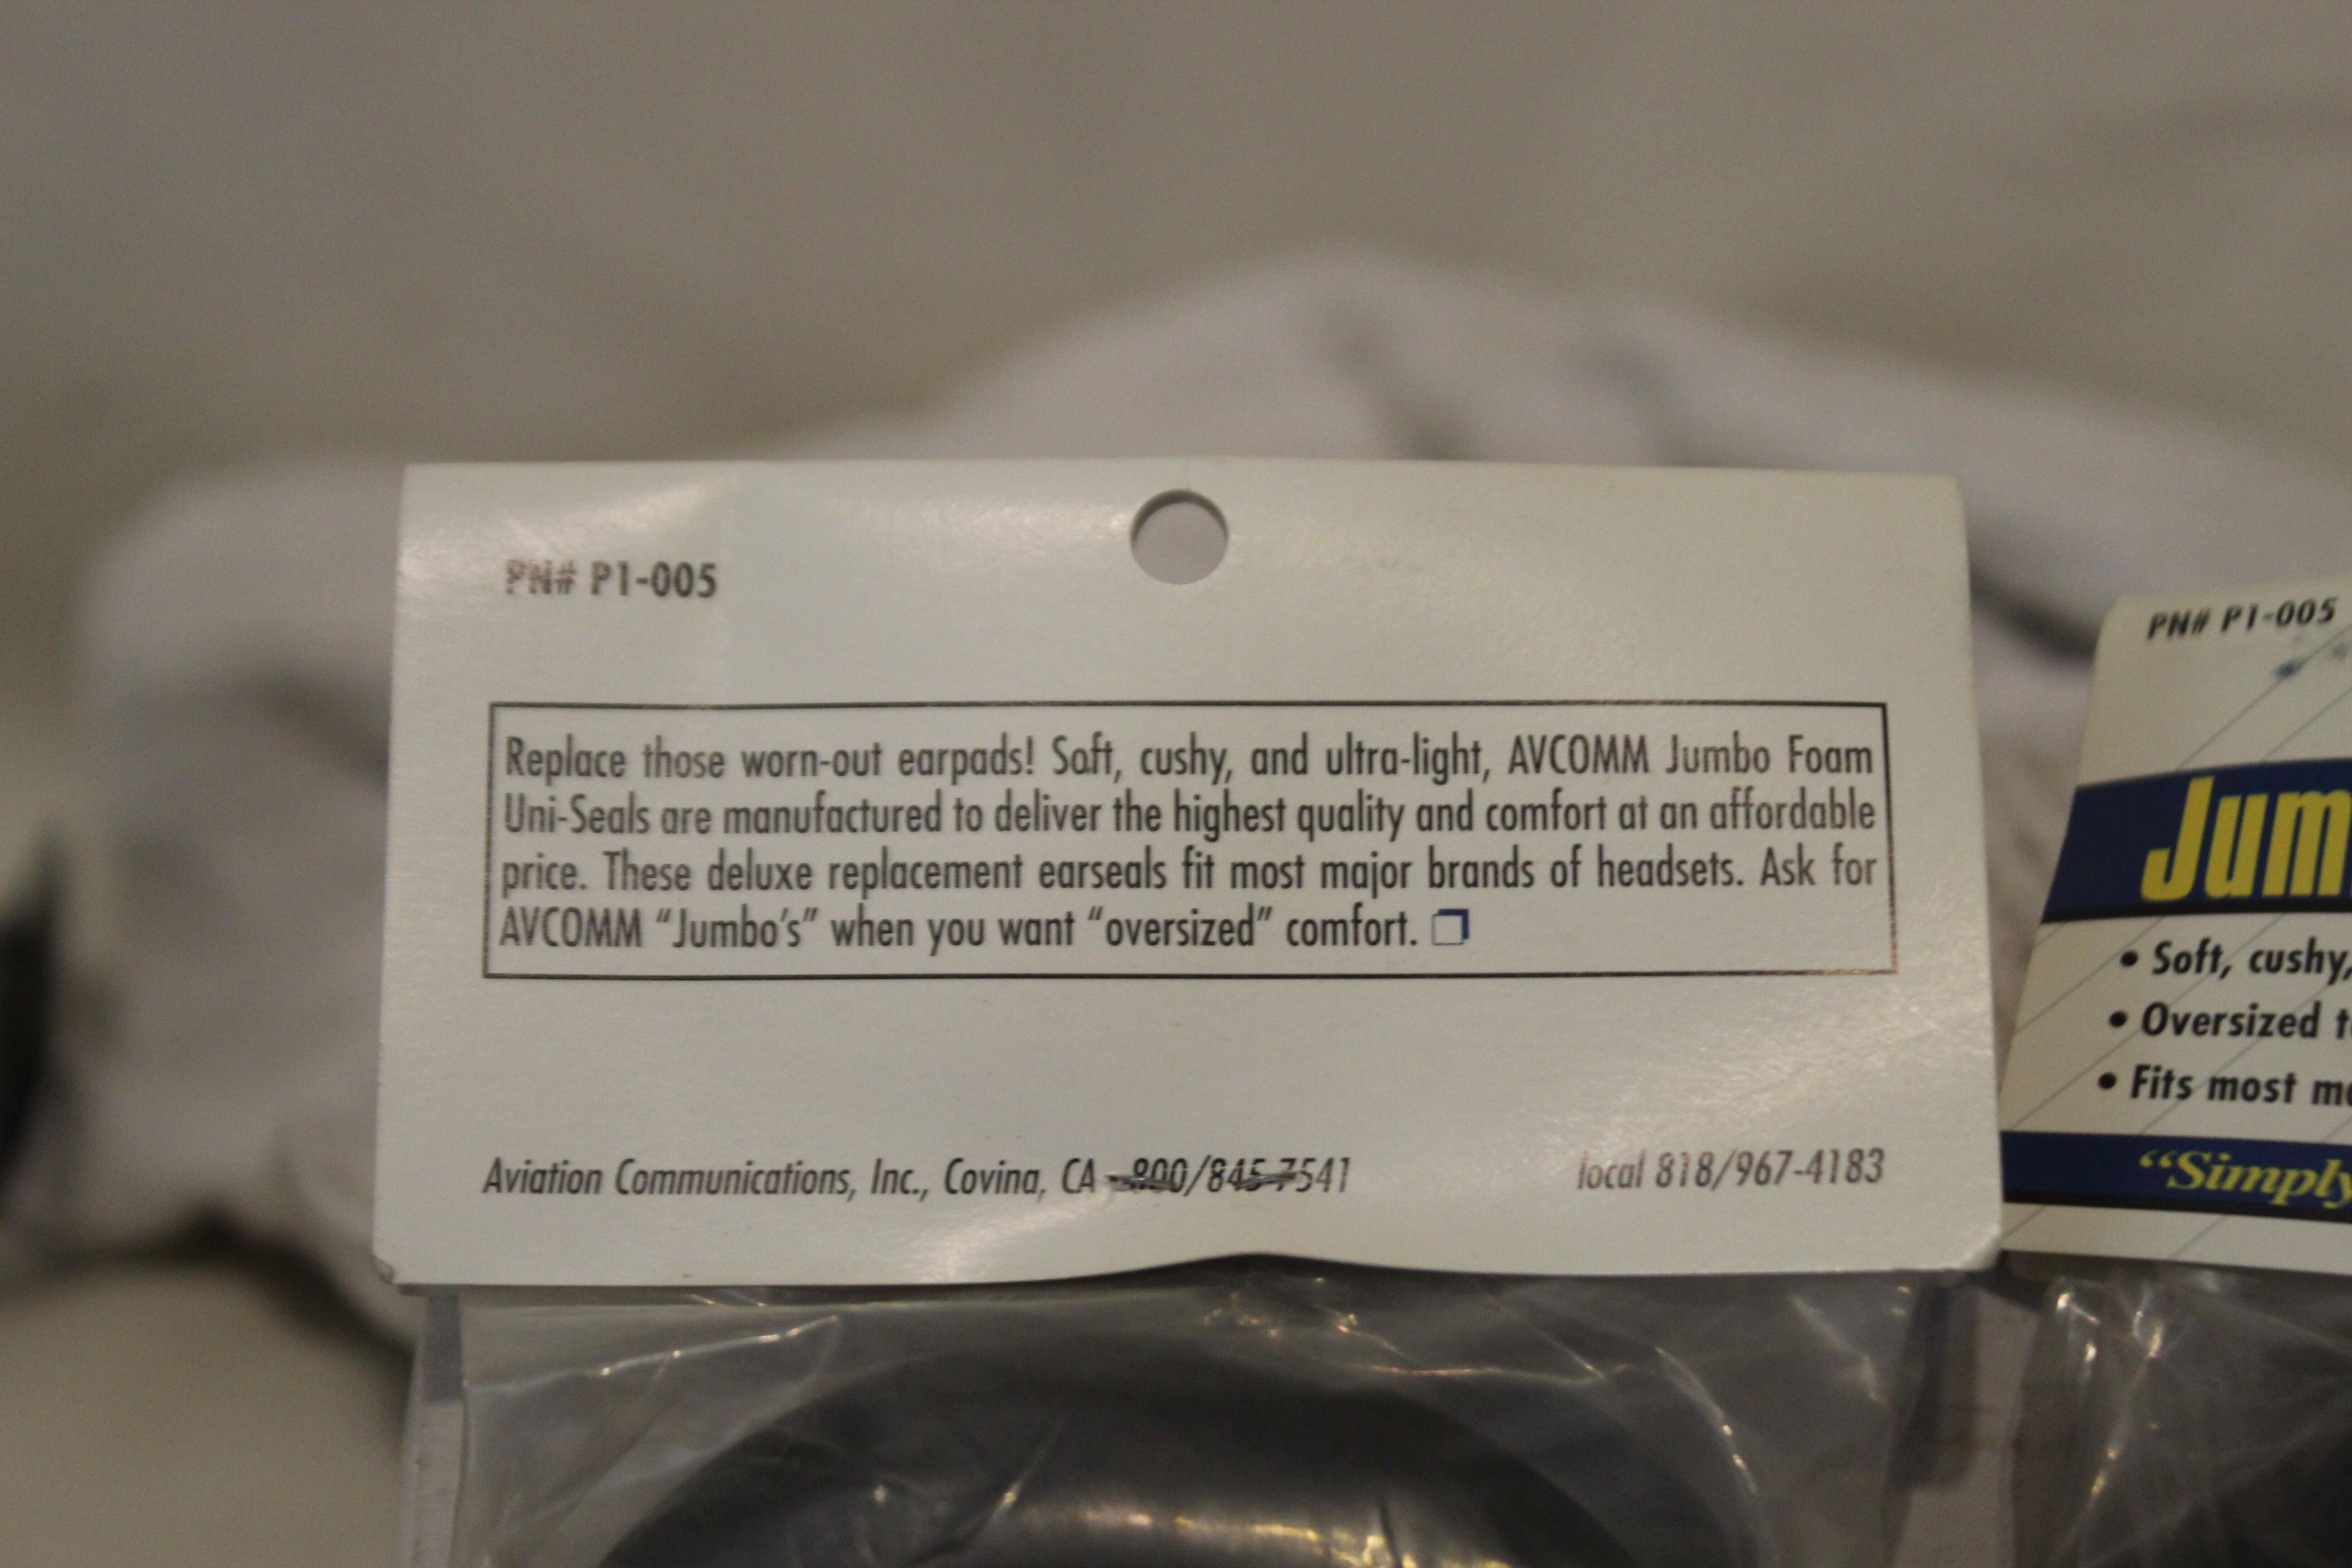 PN# P1-005
Replace those worn-out earpads! Soft, cushy, and ultra-light, AVCOMM Jumbo Foam
Uni-Seals are manufactured to deliver the highest quality and comfort at an affordable
price. These deluxe replacement earseals fit most major brands of headsets. Ask for
AVCOMM “Jumbo’s” when you want “oversized” comfort. ❒
Aviation Communications, Inc., Covina, CA - 800/845-7541
local 818/967-4183
PN# P1-005
Jum
• Soft, cushy,
• Oversized
• Fits most
“Simply